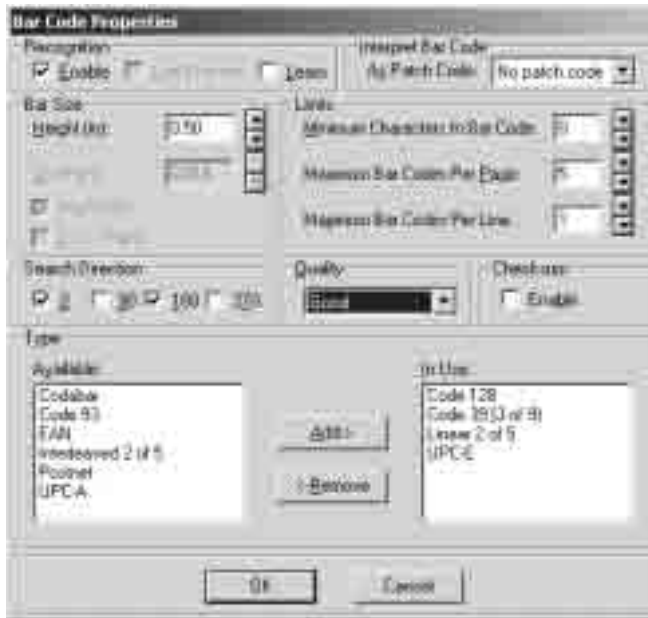 Bar Code Properties
Recognition
Enable
Learn
Interpret Bar Code
As Patch Code: No patch code
Bar Size
Height (in): 0.50
Limits
Minimum Characters In Bar Code:
Maximum Bar Codes Per Page:
Maximum Bar Codes Per Line:
Search Direction
0 90 180 270
Quality
Good
Checksum
Enable
Type
Available:
Codabar
Code 93
EAN
Interleaved 2 of 5
Postnet
UPC-A
Add >
< Remove
In Use:
Code 128
Code 39 (3 of 9)
Linear 2 of 5
UPC-E
OK
Cancel